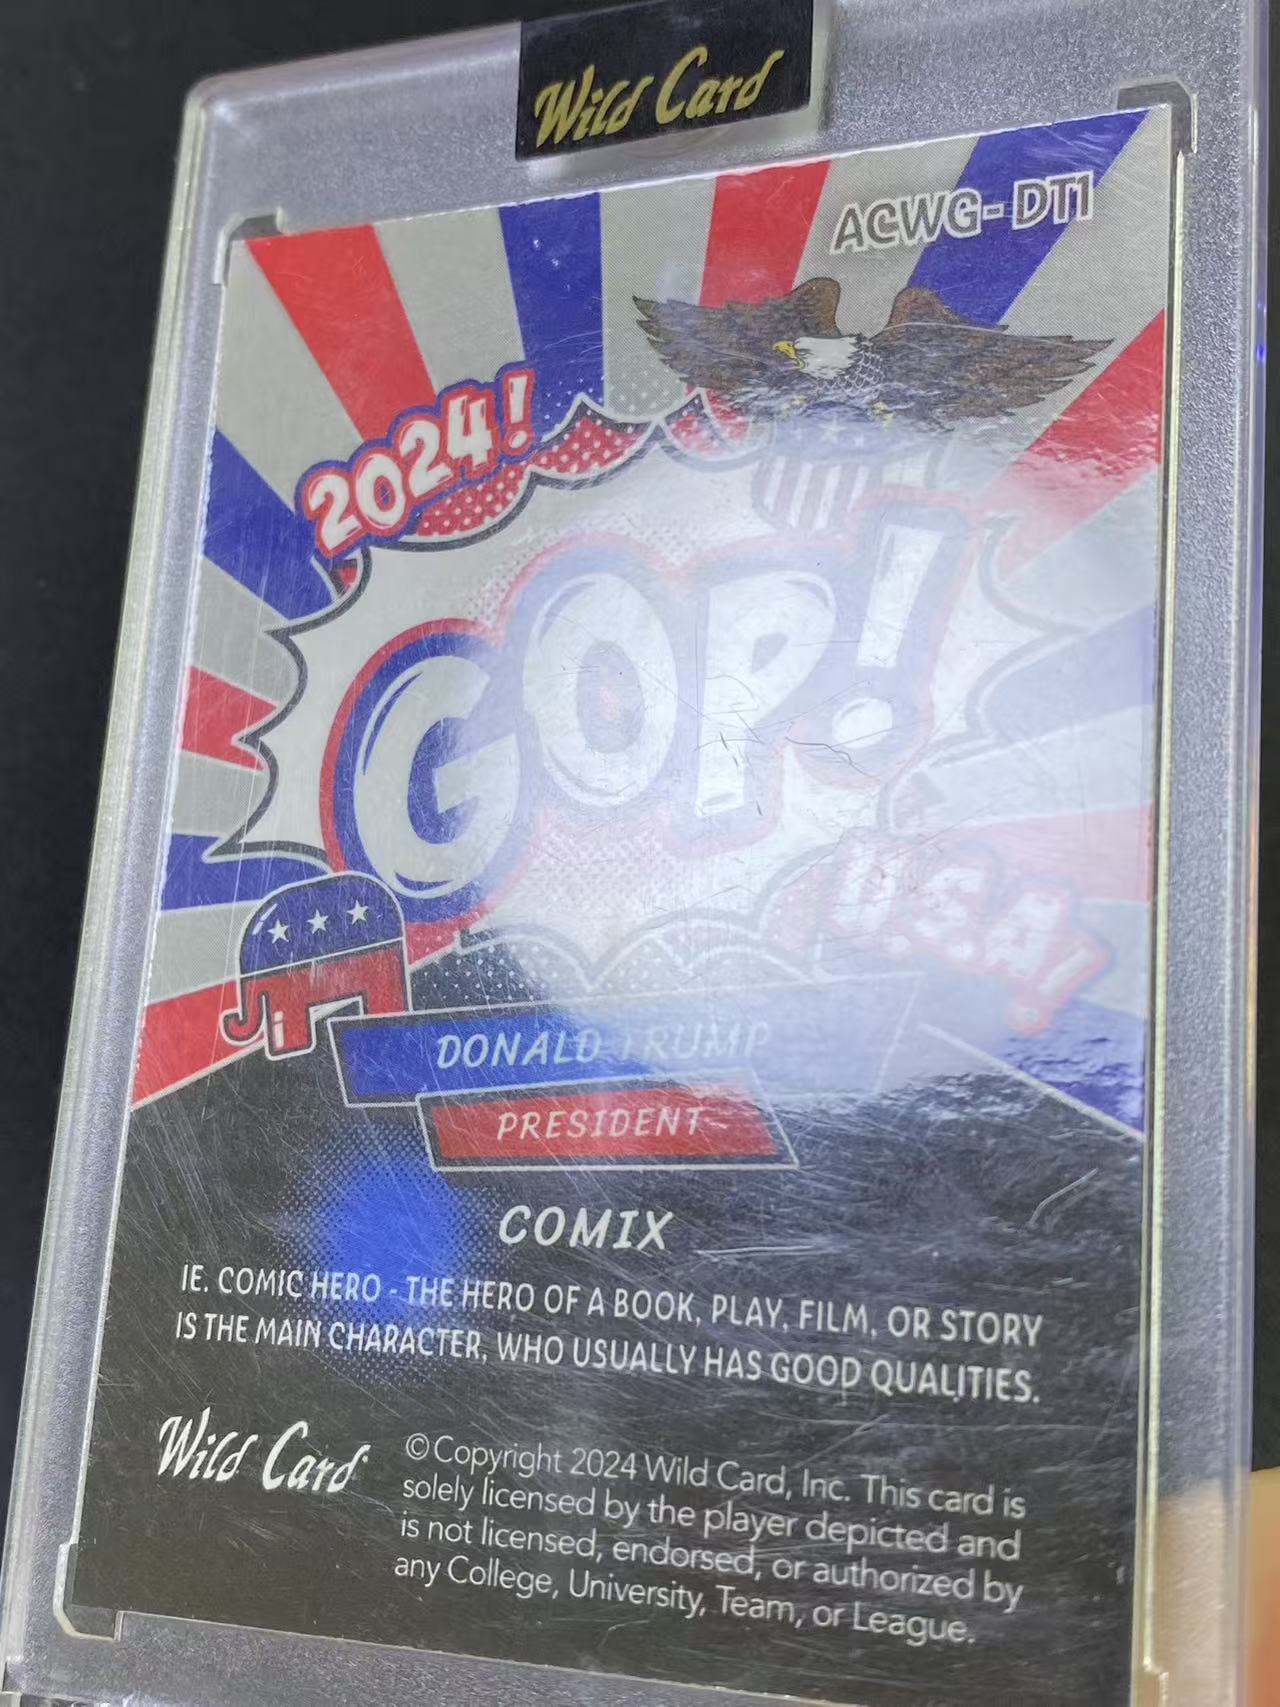 Wild Card
ACWG-DT1
2024!
GOP!
U.S.A!
DONALD TRUMP
PRESIDENT
COMIX
IE. COMIC HERO - THE HERO OF A BOOK, PLAY, FILM, OR STORY
IS THE MAIN CHARACTER, WHO USUALLY HAS GOOD QUALITIES.
Wild Card
© Copyright 2024 Wild Card, Inc. This card is
solely licensed by the player depicted and
is not licensed, endorsed, or authorized by
any College, University, Team, or League.